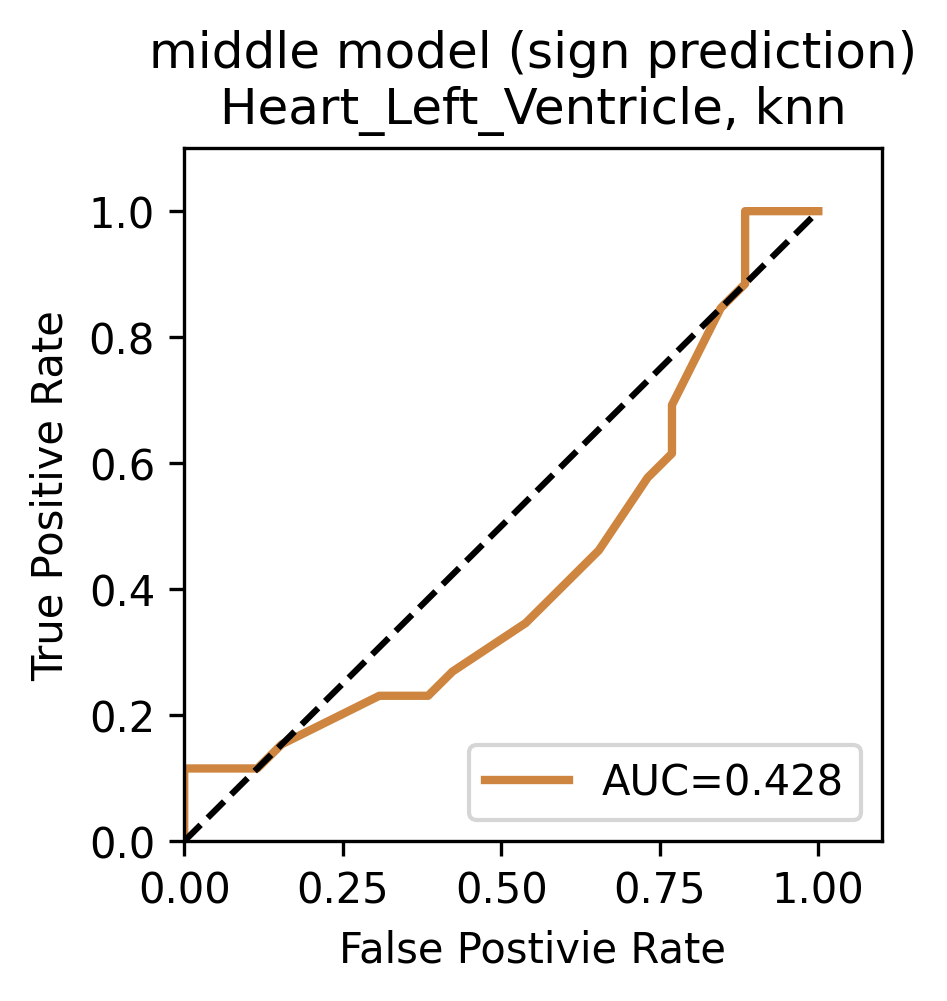 middle model (sign prediction)
Heart_Left_Ventricle, knn
True Positive Rate
1.0
0.8
0.6
0.4
0.2
0.0
AUC=0.428
0.00 0.25 0.50 0.75 1.00
False Postivie Rate